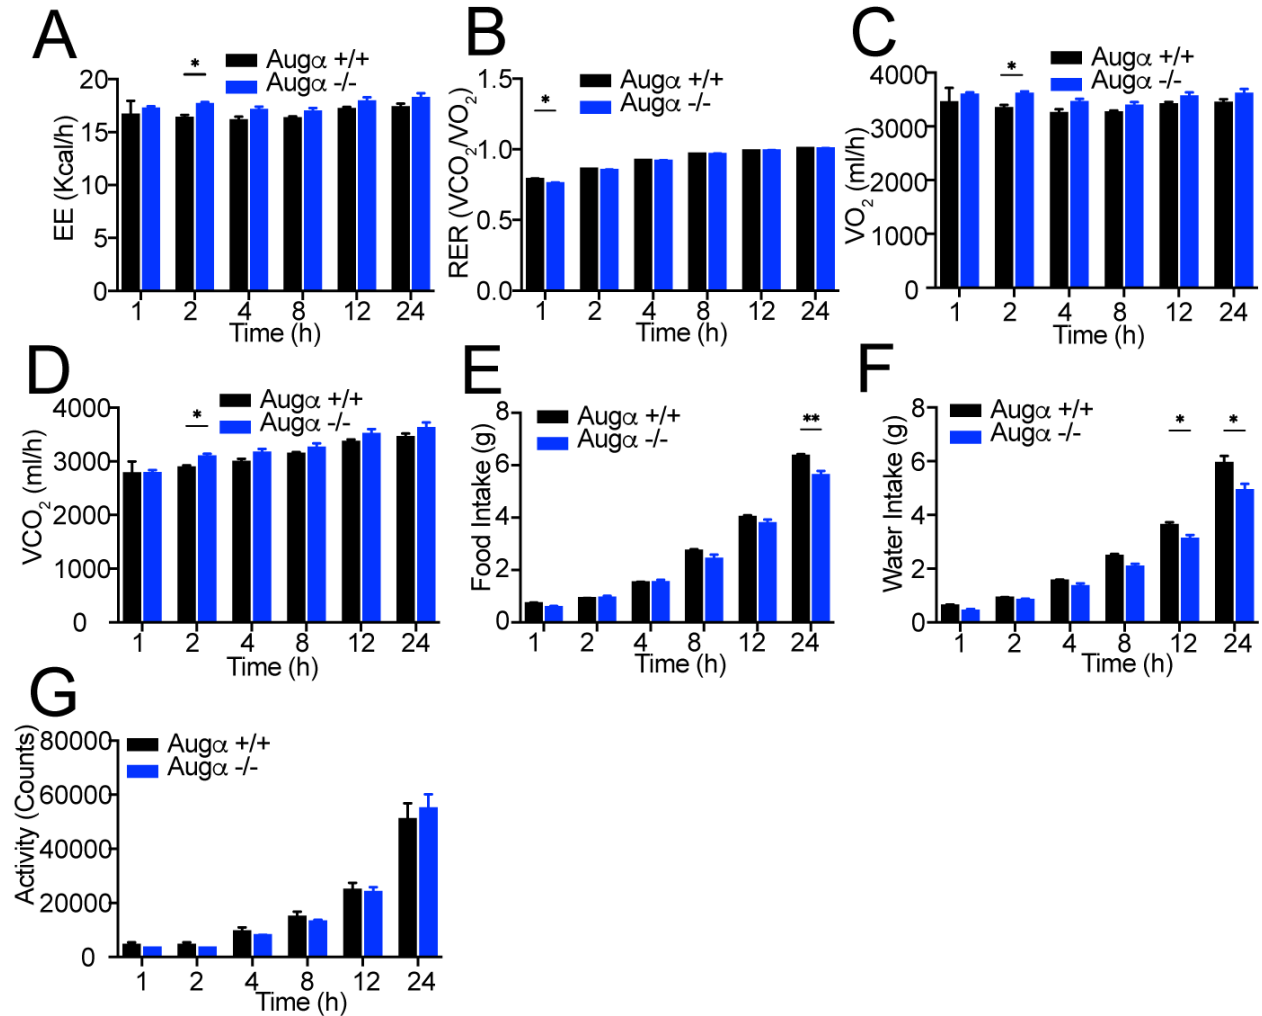 A
Augα +/+
Augα -/-
*
EE (Kcal/h)
20
15
10
5
0
1 2 4 8 12 24
Time (h)
B
Augα +/+
Augα -/-
*
RER (VCO2/VO2)
1.5
1.0
0.5
0.0
1 2 4 8 12 24
Time (h)
C
Augα +/+
Augα -/-
*
VO2 (ml/h)
4000
3000
2000
1000
0
1 2 4 8 12 24
Time (h)
D
Augα +/+
Augα -/-
*
VCO2 (ml/h)
4000
3000
2000
1000
0
1 2 4 8 12 24
Time (h)
E
Augα +/+
Augα -/-
**
Food Intake (g)
8
6
4
2
0
1 2 4 8 12 24
Time (h)
F
Augα +/+
Augα -/-
* *
Water Intake (g)
8
6
4
2
0
1 2 4 8 12 24
Time (h)
G
Augα +/+
Augα -/-
Activity (Counts)
80000
60000
40000
20000
0
1 2 4 8 12 24
Time (h)